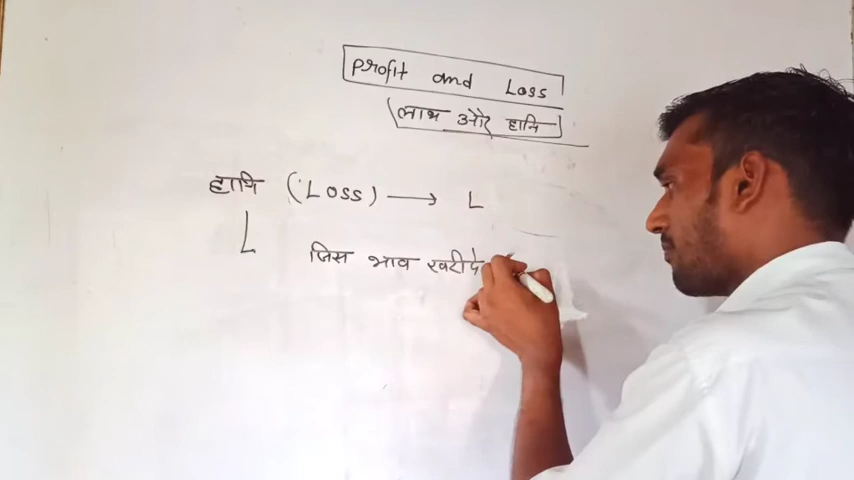 Profit and Loss
लाभ और हानि
हानि (Loss) → L
जिस भाव खरीदे